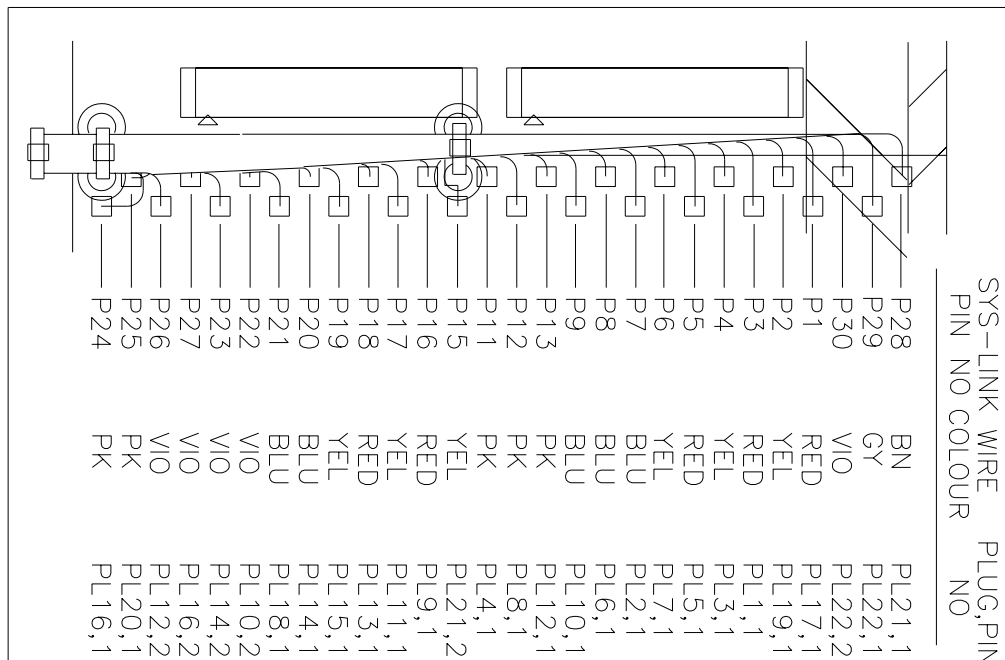 SYS-LINK WIRE PLUG,PIN
PIN NO COLOUR NO
P28 BN PL21,1
P29 GY PL22,1
P30 VIO PL22,2
P1 RED PL17,1
P2 YEL PL19,1
P3 RED PL1,1
P4 YEL PL3,1
P5 RED PL5,1
P6 YEL PL7,1
P7 BLU PL2,1
P8 BLU PL6,1
P9 BLU PL10,1
P13 PK PL12,1
P12 PK PL8,1
P11 PK PL4,1
P15 YEL PL21,2
P16 RED PL9,1
P17 YEL PL11,1
P18 RED PL13,1
P19 YEL PL15,1
P20 BLU PL14,1
P21 BLU PL18,1
P22 VIO PL10,2
P23 VIO PL14,2
P27 VIO PL16,2
P26 VIO PL12,2
P25 PK PL20,1
P24 PK PL16,1